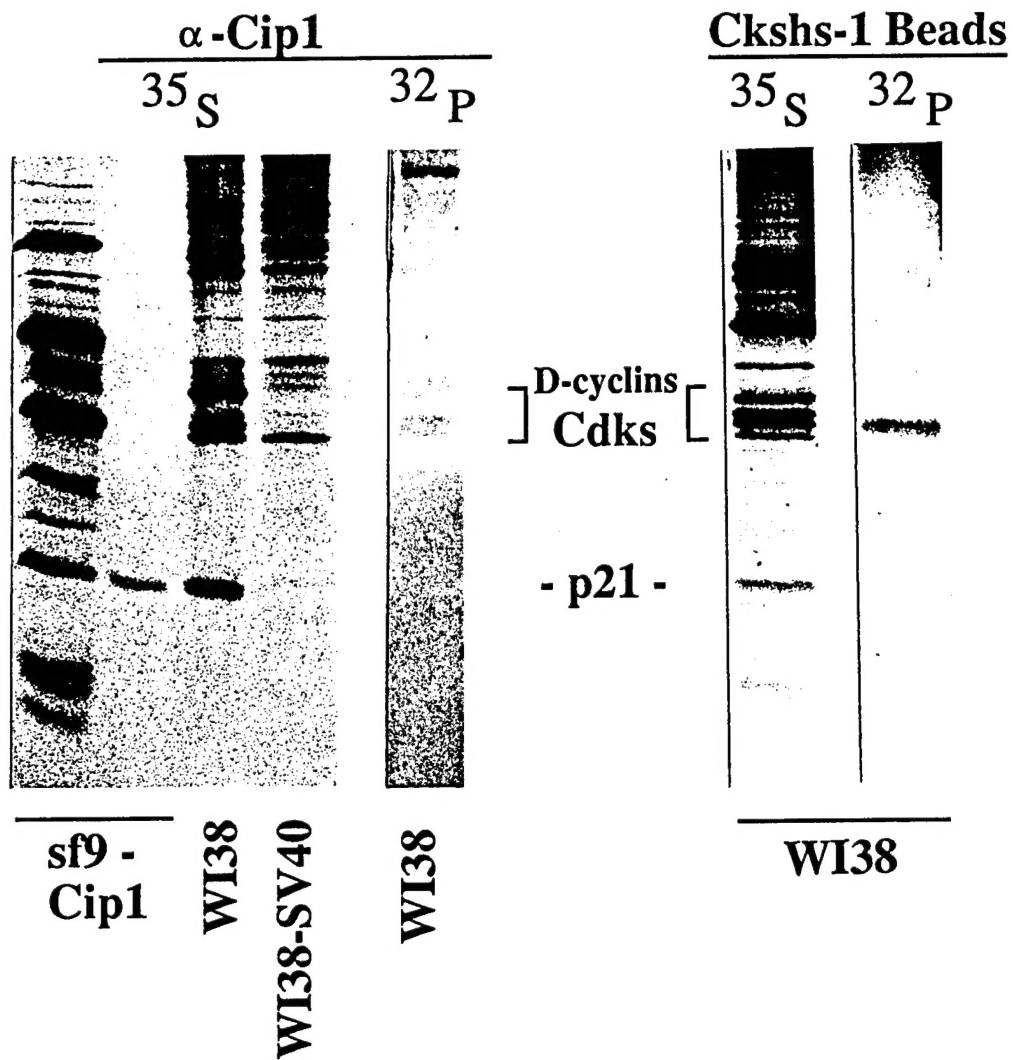 α-Cip1
Ckshs-1 Beads
35S
32P
35S
32P
D-cyclins
Cdks
- p21 -
sf9 -
Cip1
WI38
WI38-SV40
WI38
WI38